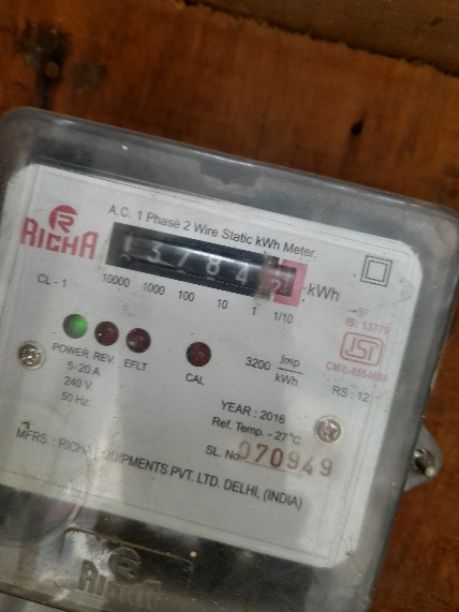 RICHA
A.C. 1 Phase 2 Wire Static kWh Meter.
13784 kWh
CL - 1 10000 1000 100 10 1 1/10
IS: 13779
POWER REV. EFLT CAL 3200 Imp/kWh
5-20 A
240 V.
50 Hz.
RS : 12
YEAR : 2016
Ref. Temp. - 27°C
SL. No. 070949
MFRS. : RICHA EQUIPMENTS PVT. LTD. DELHI, (INDIA)
RICHA